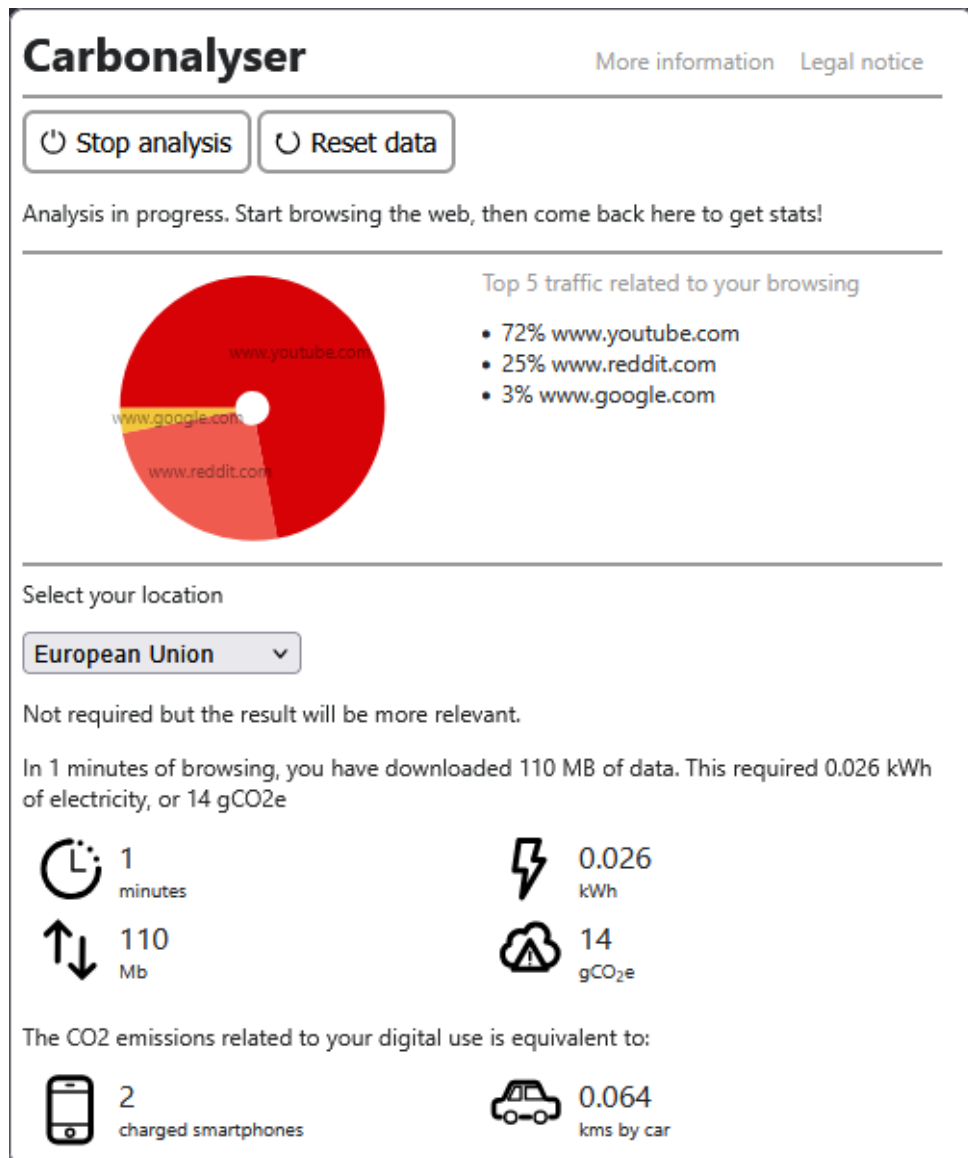 Carbonalyser
More information Legal notice
Stop analysis Reset data
Analysis in progress. Start browsing the web, then come back here to get stats!
www.youtube.com
www.google.com
www.reddit.com
Top 5 traffic related to your browsing
• 72% www.youtube.com
• 25% www.reddit.com
• 3% www.google.com
Select your location
European Union
Not required but the result will be more relevant.
In 1 minutes of browsing, you have downloaded 110 MB of data. This required 0.026 kWh
of electricity, or 14 gCO2e
1
minutes
0.026
kWh
110
Mb
14
gCO₂e
The CO2 emissions related to your digital use is equivalent to:
2
charged smartphones
0.064
kms by car